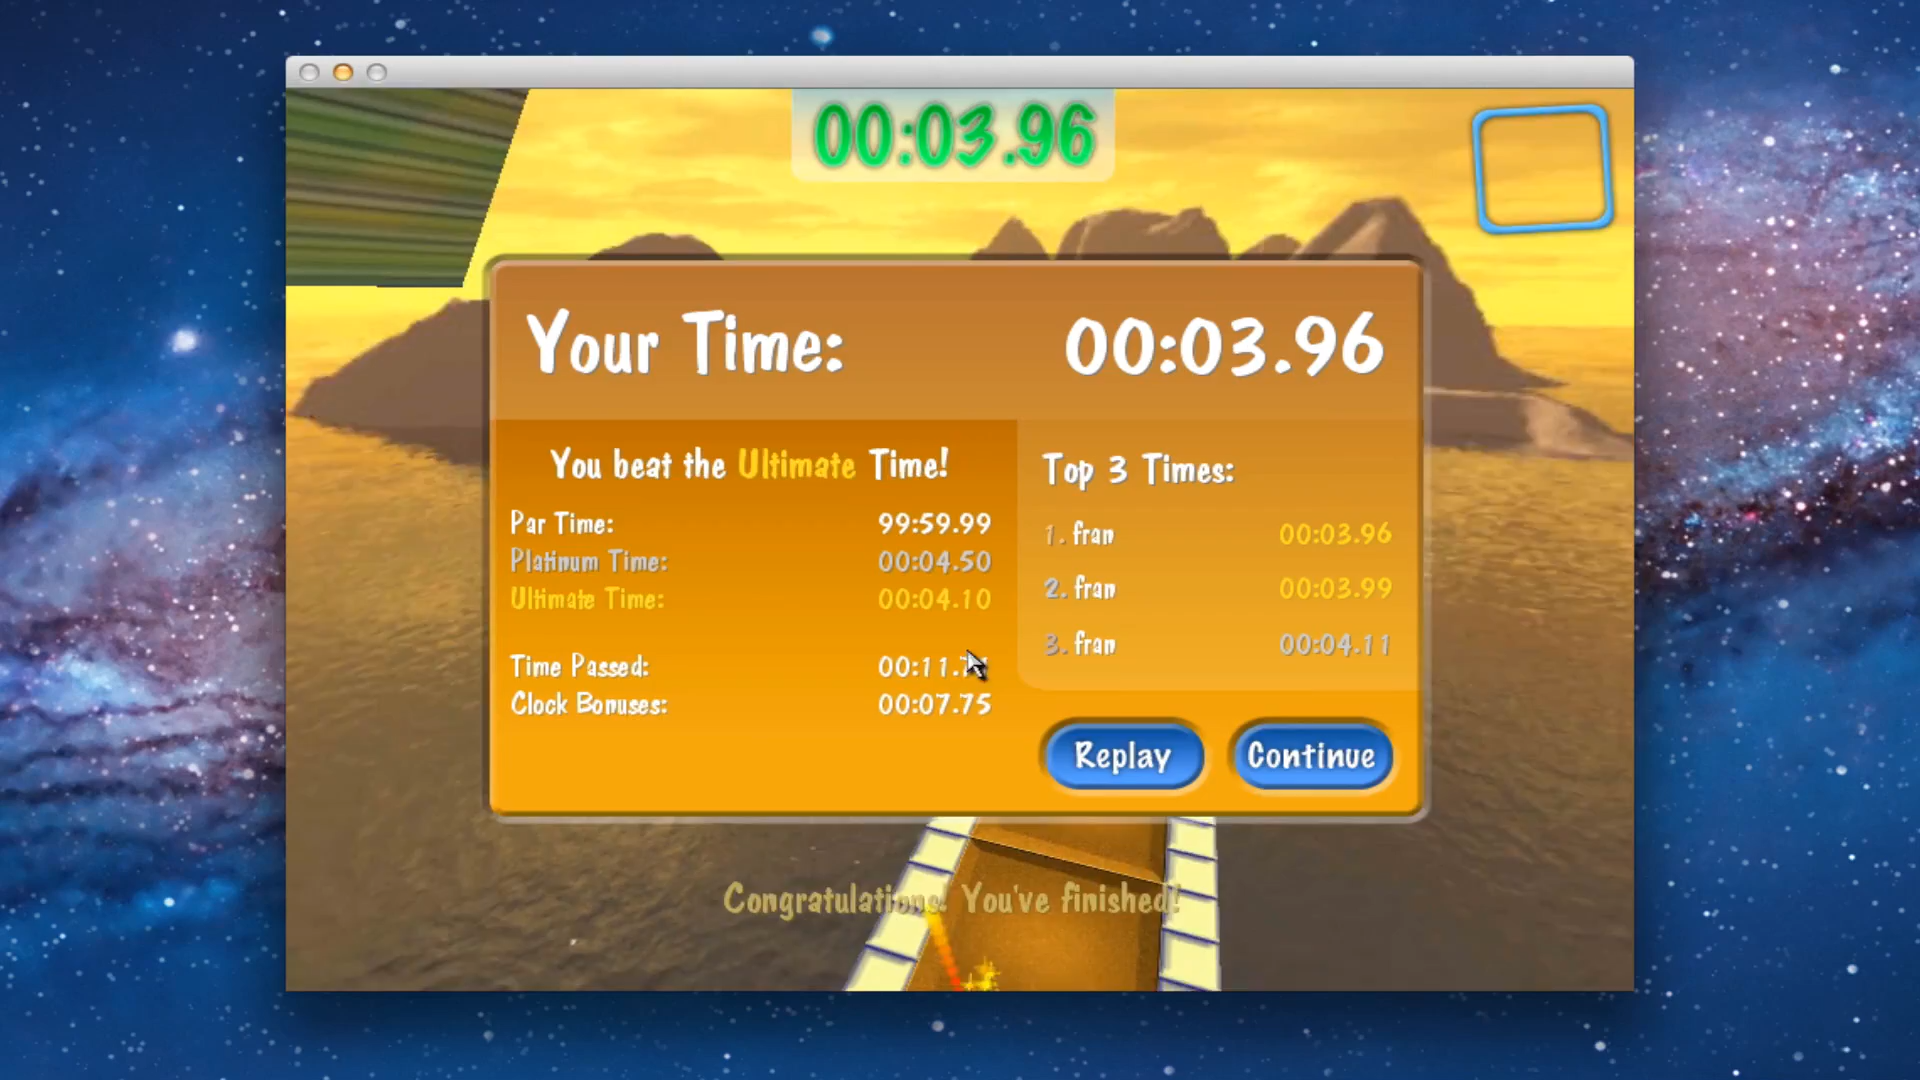 00:03.96
Your Time: 00:03.96
You beat the Ultimate Time!
Par Time: 99:59.99
Platinum Time: 00:04.50
Ultimate Time: 00:04.10
Time Passed:
Clock Bonuses: 00:07.75
Top 3 Times:
1. fran 00:03.96
2. fran 00:03.99
3. fran 00:04.11
Replay Continue
Congratulations! You've finished!